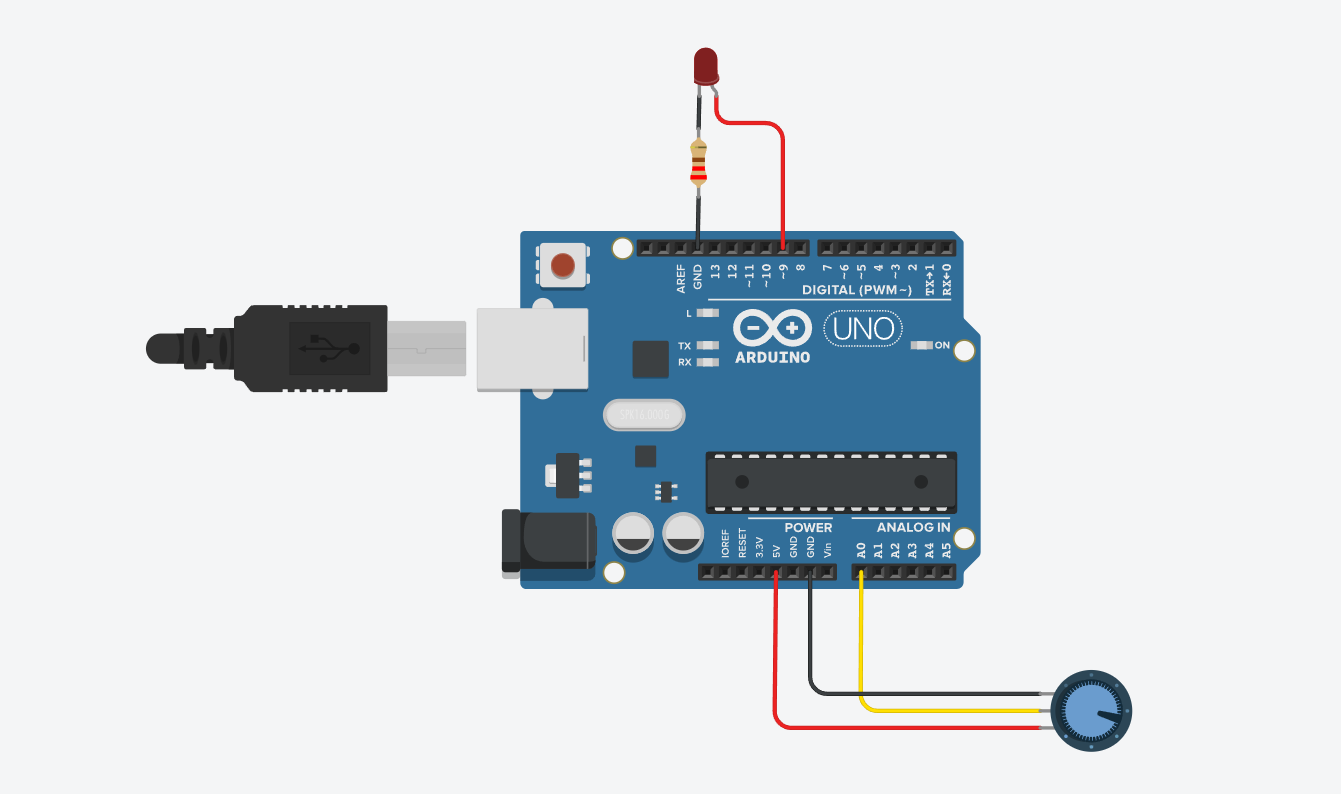 AREF
GND
13
12
~11
~10
~9
8
7
~6
~5
4
~3
2
TX→1
RX←0
DIGITAL (PWM~)
L
TX
RX
UNO
ARDUINO
ON
SPK16.000G
POWER
ANALOG IN
IOREF
RESET
3.3V
5V
GND
GND
Vin
A0
A1
A2
A3
A4
A5